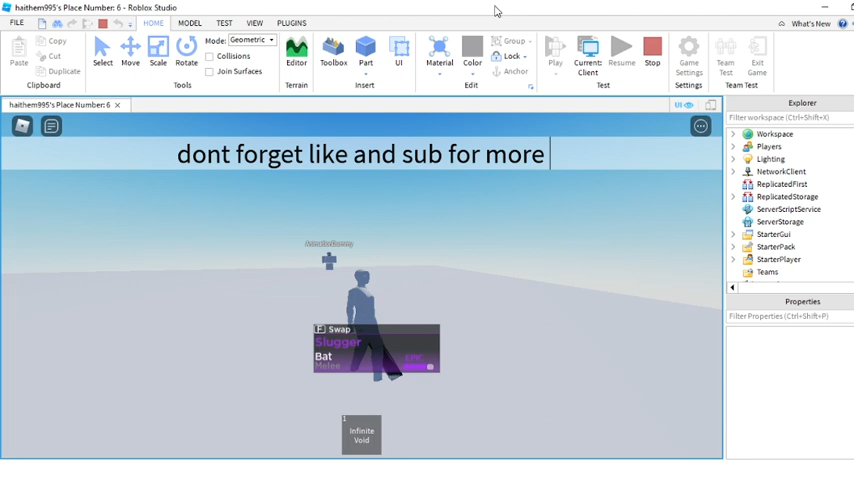 haithem995's Place Number: 6 - Roblox Studio
FILE HOME MODEL TEST VIEW PLUGINS What's New
Paste Copy Cut Duplicate Clipboard
Select Move Scale Rotate Mode: Geometric Collisions Join Surfaces Tools
Editor Terrain
Toolbox Part UI Insert
Material Color Group Lock Anchor Edit
Play Current: Client Resume Stop Test
Game Settings Settings
Team Test Exit Game Team Test
haithem995's Place Number: 6
UI
dont forget like and sub for more
AnimationDummy
F Swap
Slugger
Bat EPIC
Melee
1
Infinite
Void
Explorer
Filter workspace (Ctrl+Shift+X)
Workspace
Players
Lighting
NetworkClient
ReplicatedFirst
ReplicatedStorage
ServerScriptService
ServerStorage
StarterGui
StarterPack
StarterPlayer
Teams
Properties
Filter Properties (Ctrl+Shift+P)